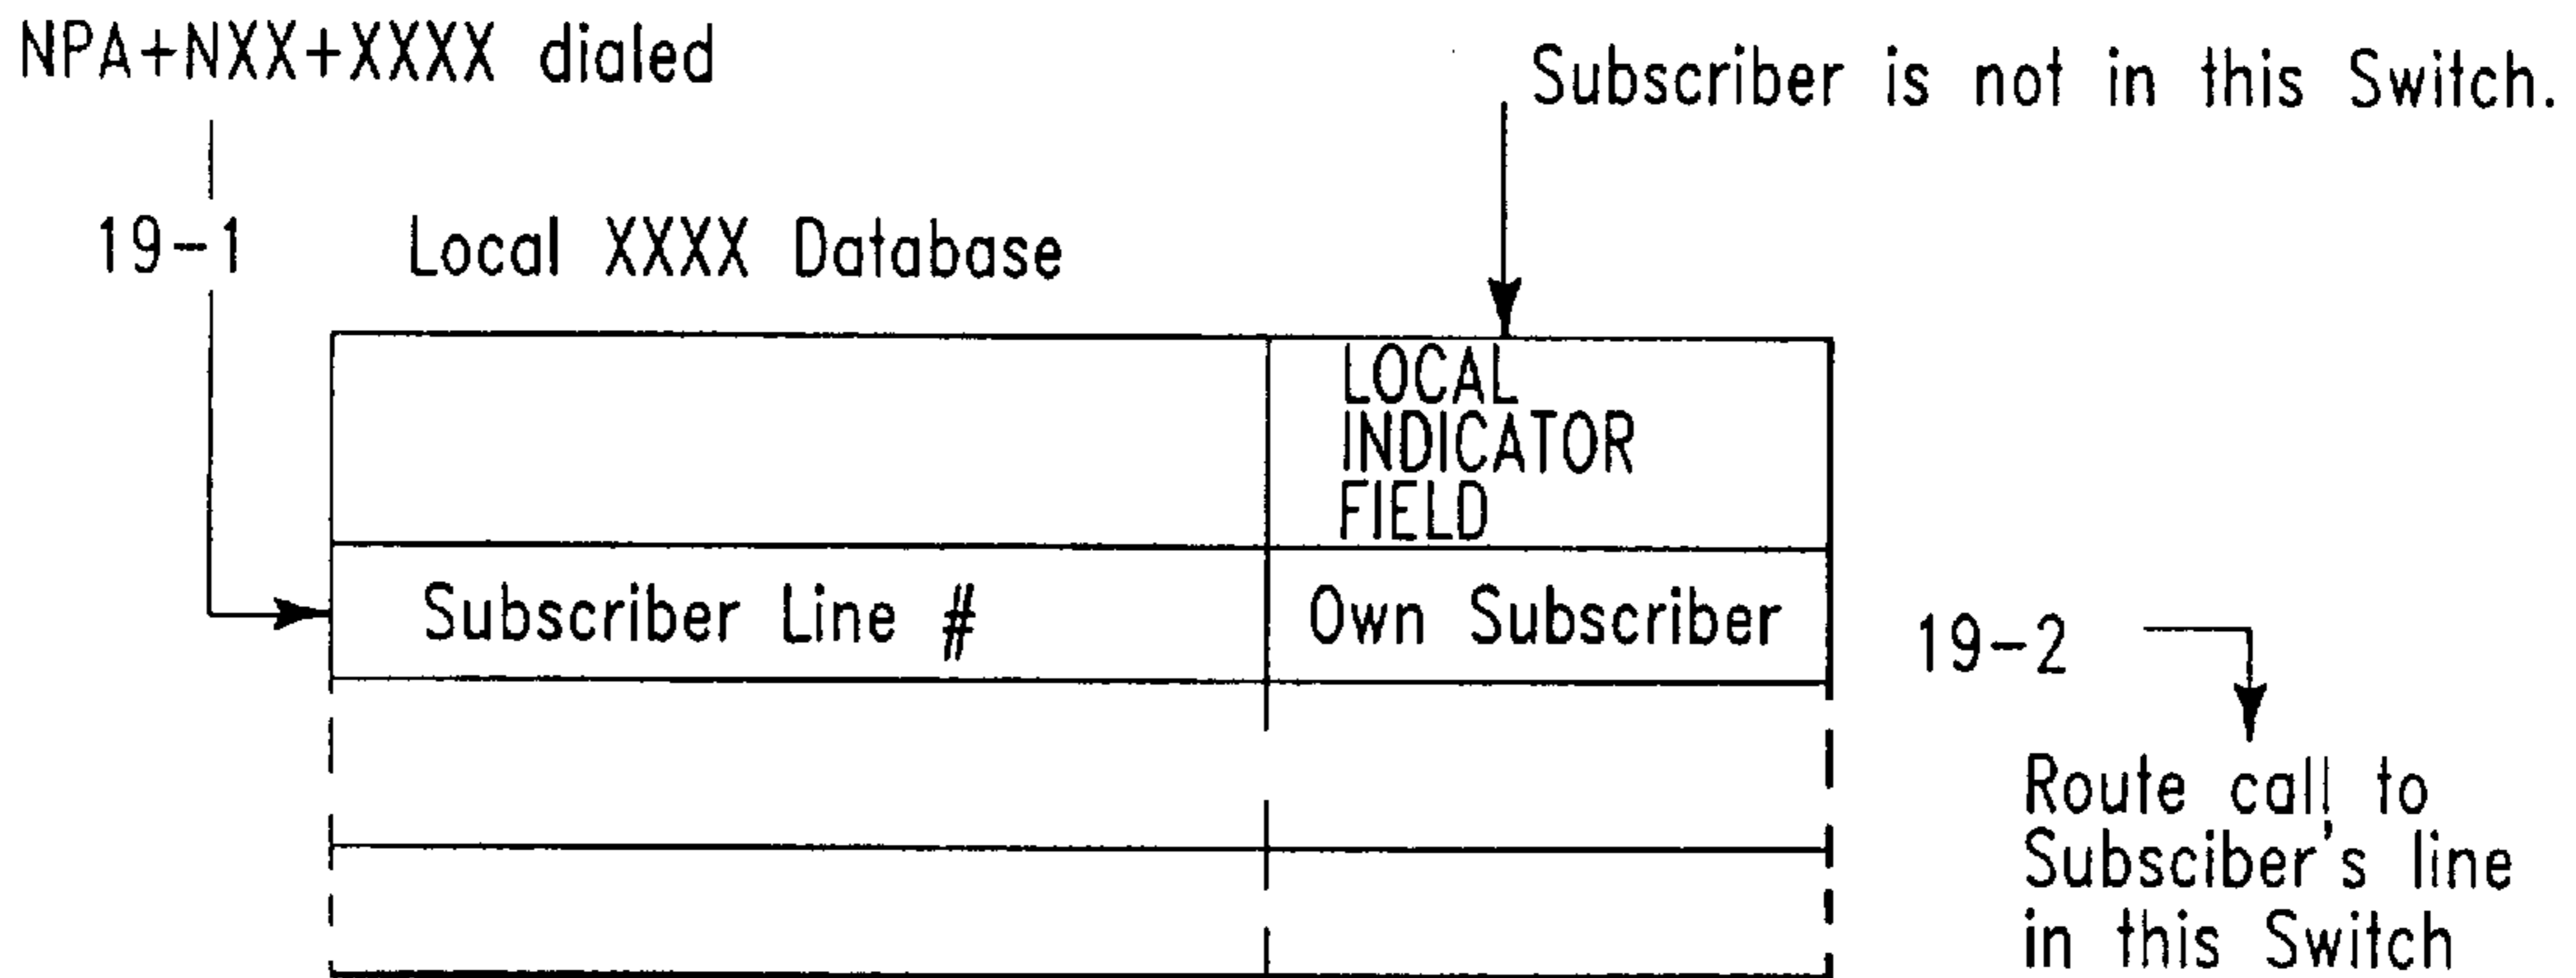 NPA+NXX+XXXX dialed
Subscriber is not in this Switch.
19-1
Local XXXX Database
LOCAL
INDICATOR
FIELD
Subscriber Line #
Own Subscriber
19-2
Route call to
Subsciber's line
in this Switch